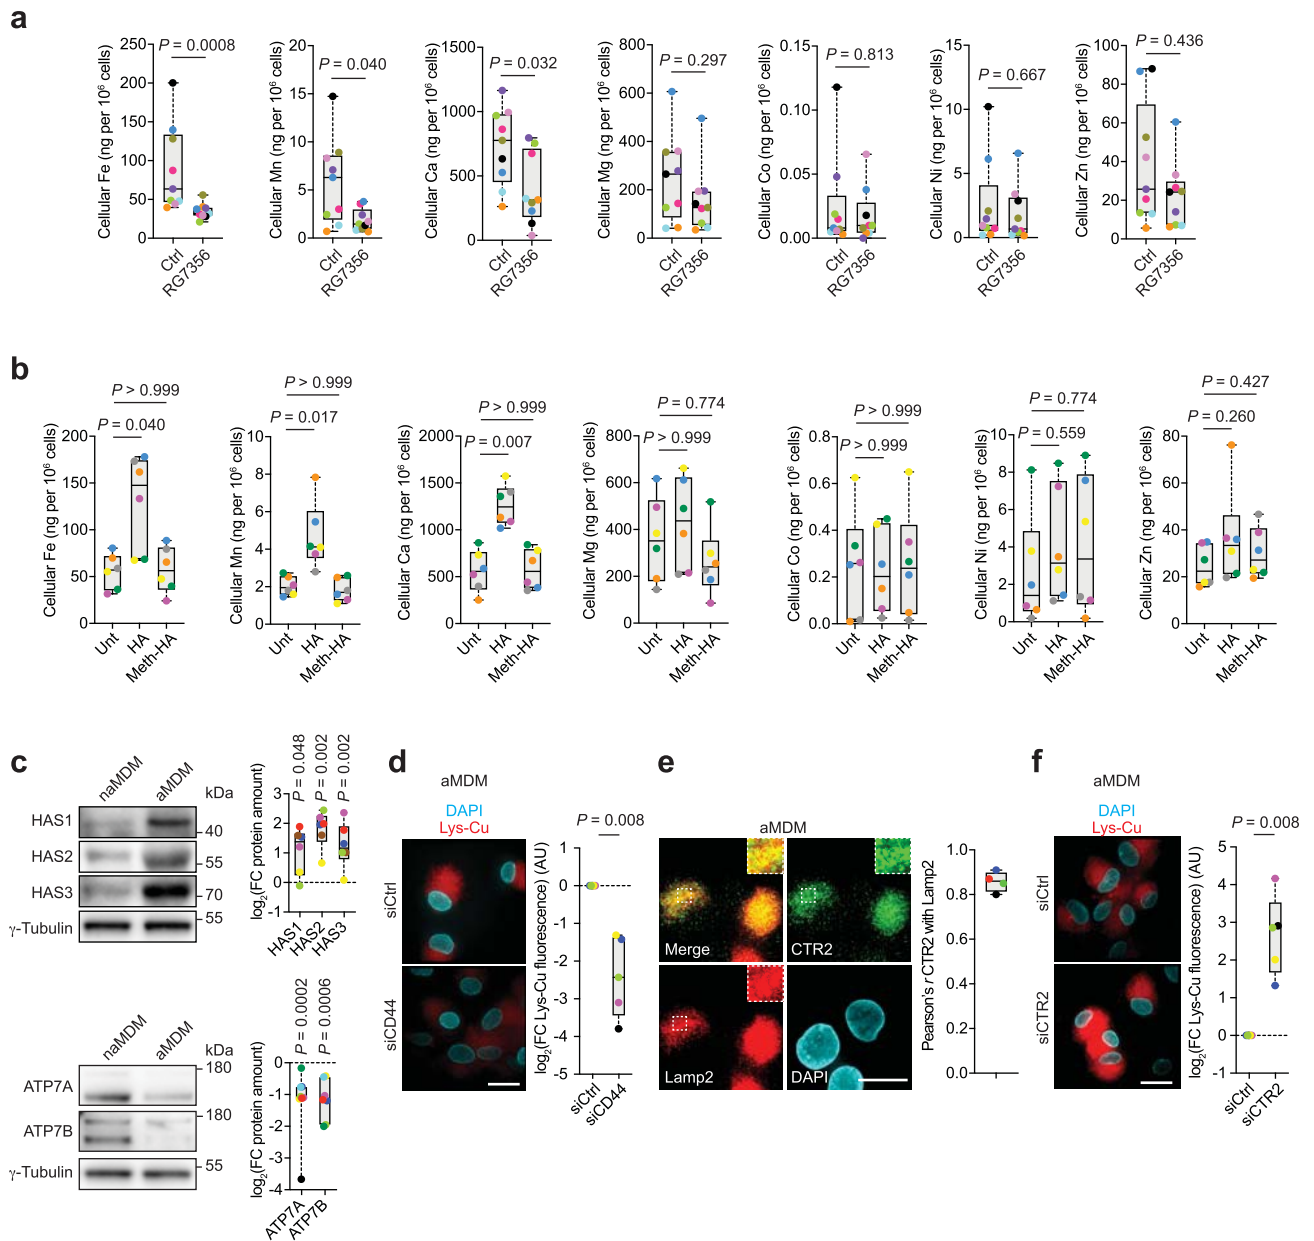 a
Cellular Fe (ng per 10⁶ cells)
250
200
150
100
50
0
P = 0.0008
Ctrl
RG7356
Cellular Mn (ng per 10⁶ cells)
20
15
10
5
0
P = 0.040
Ctrl
RG7356
Cellular Ca (ng per 10⁶ cells)
1500
1000
500
0
P = 0.032
Ctrl
RG7356
Cellular Mg (ng per 10⁶ cells)
800
600
400
200
0
P = 0.297
Ctrl
RG7356
Cellular Co (ng per 10⁶ cells)
0.15
0.10
0.05
0.00
P = 0.813
Ctrl
RG7356
Cellular Ni (ng per 10⁶ cells)
15
10
5
0
P = 0.667
Ctrl
RG7356
Cellular Zn (ng per 10⁶ cells)
100
80
60
40
20
0
P = 0.436
Ctrl
RG7356
b
Cellular Fe (ng per 10⁶ cells)
200
150
100
50
0
P > 0.999
P = 0.040
Unt
HA
Meth-HA
Cellular Mn (ng per 10⁶ cells)
10
8
6
4
2
0
P > 0.999
P = 0.017
Unt
HA
Meth-HA
Cellular Ca (ng per 10⁶ cells)
2000
1500
1000
500
0
P > 0.999
P = 0.007
Unt
HA
Meth-HA
Cellular Mg (ng per 10⁶ cells)
800
600
400
200
0
P = 0.774
P > 0.999
Unt
HA
Meth-HA
Cellular Co (ng per 10⁶ cells)
0.8
0.6
0.4
0.2
0.0
P > 0.999
P > 0.999
Unt
HA
Meth-HA
Cellular Ni (ng per 10⁶ cells)
10
8
6
4
2
0
P = 0.774
P = 0.559
Unt
HA
Meth-HA
Cellular Zn (ng per 10⁶ cells)
80
60
40
20
0
P = 0.427
P = 0.260
Unt
HA
Meth-HA
c
naMDM
aMDM
kDa
HAS1
40
HAS2
55
HAS3
70
γ-Tubulin
55
log₂(FC protein amount)
3
2
1
0
-1
P = 0.048
P = 0.002
P = 0.002
HAS1
HAS2
HAS3
naMDM
aMDM
kDa
180
ATP7A
180
ATP7B
γ-Tubulin
55
log₂(FC protein amount)
0
-1
-2
-3
-4
P = 0.0002
P = 0.0006
ATP7A
ATP7B
d
aMDM
DAPI
Lys-Cu
siCtrl
siCD44
log₂(FC Lys-Cu fluorescence) (AU)
1
0
-1
-2
-3
-4
-5
P = 0.008
siCtrl
siCD44
e
aMDM
Merge
CTR2
Lamp2
DAPI
Pearson's r CTR2 with Lamp2
1.0
0.8
0.6
0.4
0.2
0.0
f
aMDM
DAPI
Lys-Cu
siCtrl
siCTR2
log₂(FC Lys-Cu fluorescence) (AU)
5
4
3
2
1
0
-1
P = 0.008
siCtrl
siCTR2